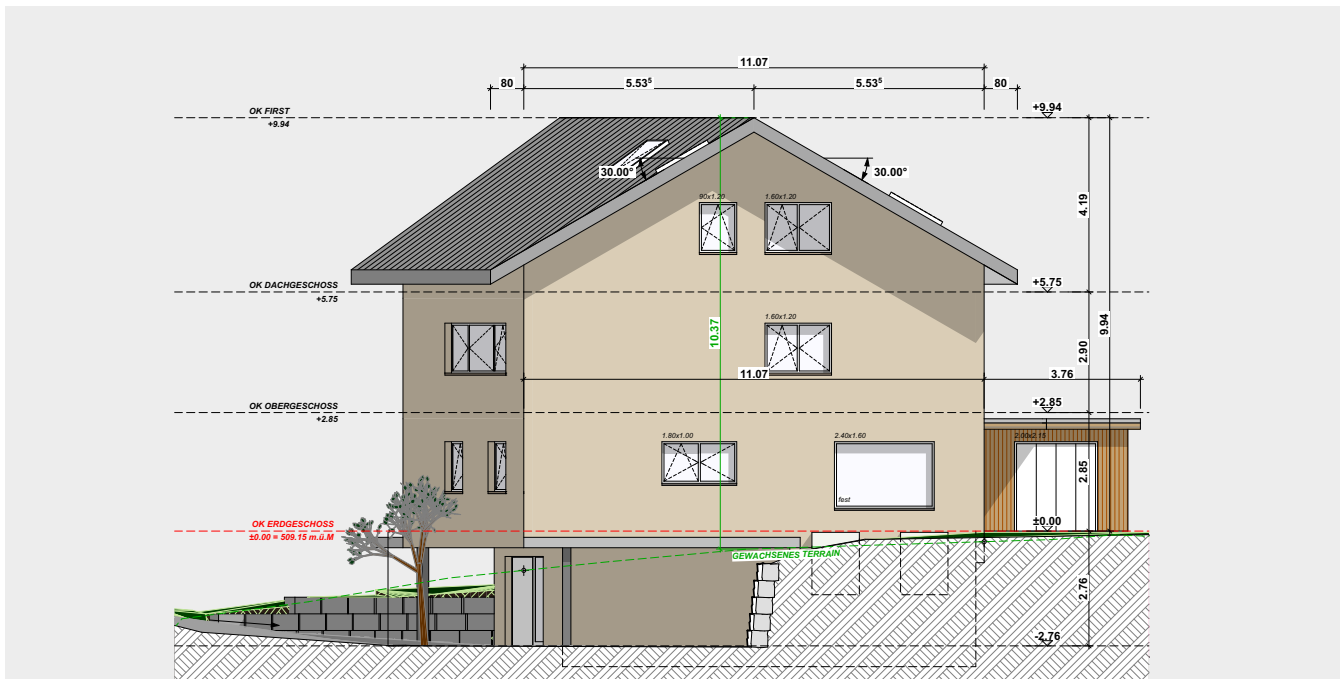 11.07
80 5.53⁵ 5.53⁵ 80
OK FIRST
+9.94
+9.94
30.00° 30.00°
90x1.20 1.60x1.20
4.19
OK DACHGESCHOSS
+5.75
+5.75
9.94
10.37
1.60x1.20
2.90
11.07 3.76
OK OBERGESCHOSS
+2.85
+2.85
1.80x1.00 2.40x1.60 2.00x2.15
2.85
fest
OK ERDGESCHOSS
±0.00 = 509.15 m.ü.M
±0.00
GEWACHSENES TERRAIN
2.76
-2.76